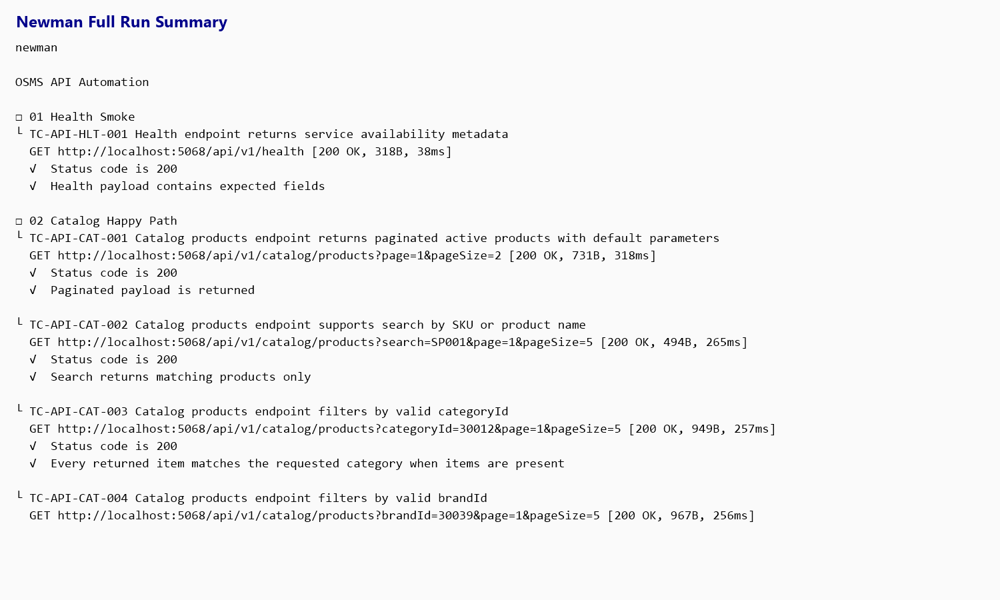 Newman Full Run Summary
newman
OSMS API Automation
□ 01 Health Smoke
└ TC-API-HLT-001 Health endpoint returns service availability metadata
GET http://localhost:5068/api/v1/health [200 OK, 318B, 38ms]
√ Status code is 200
√ Health payload contains expected fields
□ 02 Catalog Happy Path
└ TC-API-CAT-001 Catalog products endpoint returns paginated active products with default parameters
GET http://localhost:5068/api/v1/catalog/products?page=1&pageSize=2 [200 OK, 731B, 318ms]
√ Status code is 200
√ Paginated payload is returned
└ TC-API-CAT-002 Catalog products endpoint supports search by SKU or product name
GET http://localhost:5068/api/v1/catalog/products?search=SP001&page=1&pageSize=5 [200 OK, 494B, 265ms]
√ Status code is 200
√ Search returns matching products only
└ TC-API-CAT-003 Catalog products endpoint filters by valid categoryId
GET http://localhost:5068/api/v1/catalog/products?categoryId=30012&page=1&pageSize=5 [200 OK, 949B, 257ms]
√ Status code is 200
√ Every returned item matches the requested category when items are present
└ TC-API-CAT-004 Catalog products endpoint filters by valid brandId
GET http://localhost:5068/api/v1/catalog/products?brandId=30039&page=1&pageSize=5 [200 OK, 967B, 256ms]